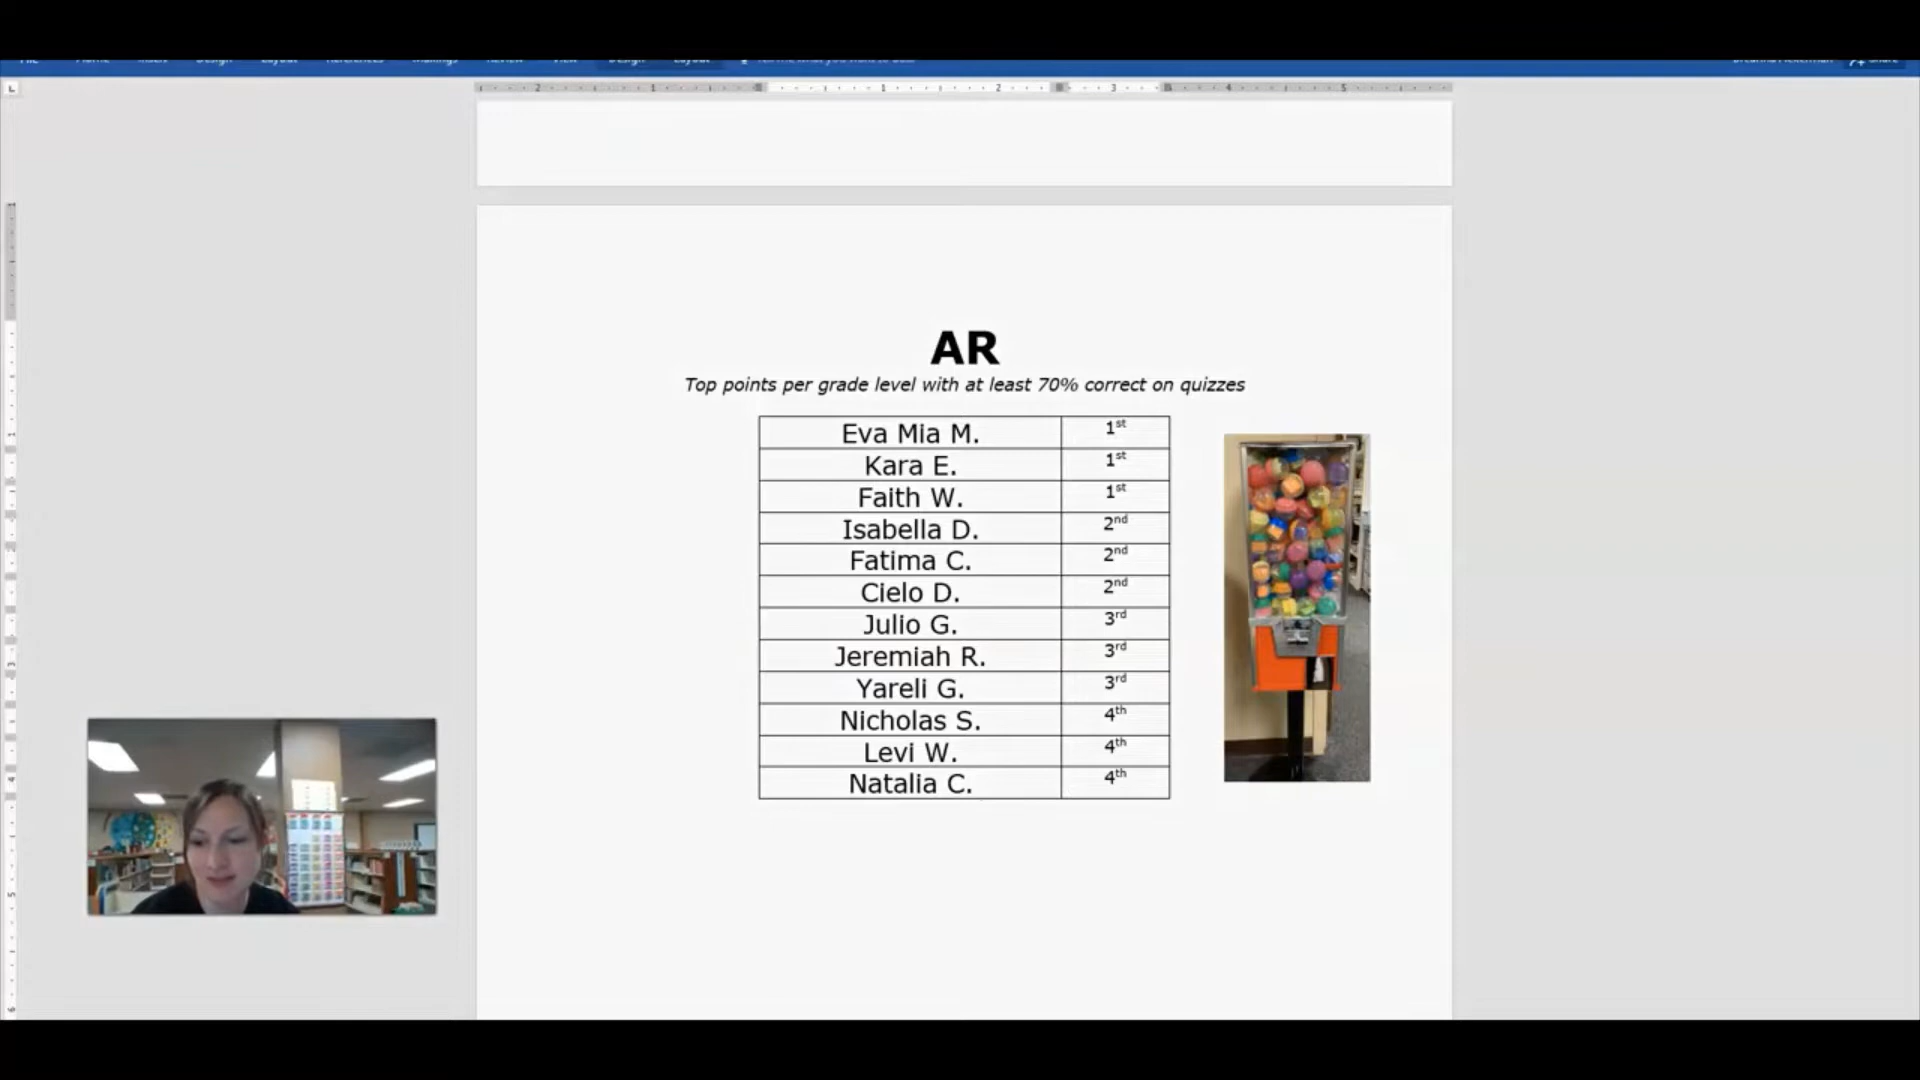 AR
Top points per grade level with at least 70% correct on quizzes
Eva Mia M. 1st
Kara E. 1st
Faith W. 1st
Isabella D. 2nd
Fatima C. 2nd
Cielo D. 2nd
Julio G. 3rd
Jeremiah R. 3rd
Yareli G. 3rd
Nicholas S. 4th
Levi W. 4th
Natalia C. 4th